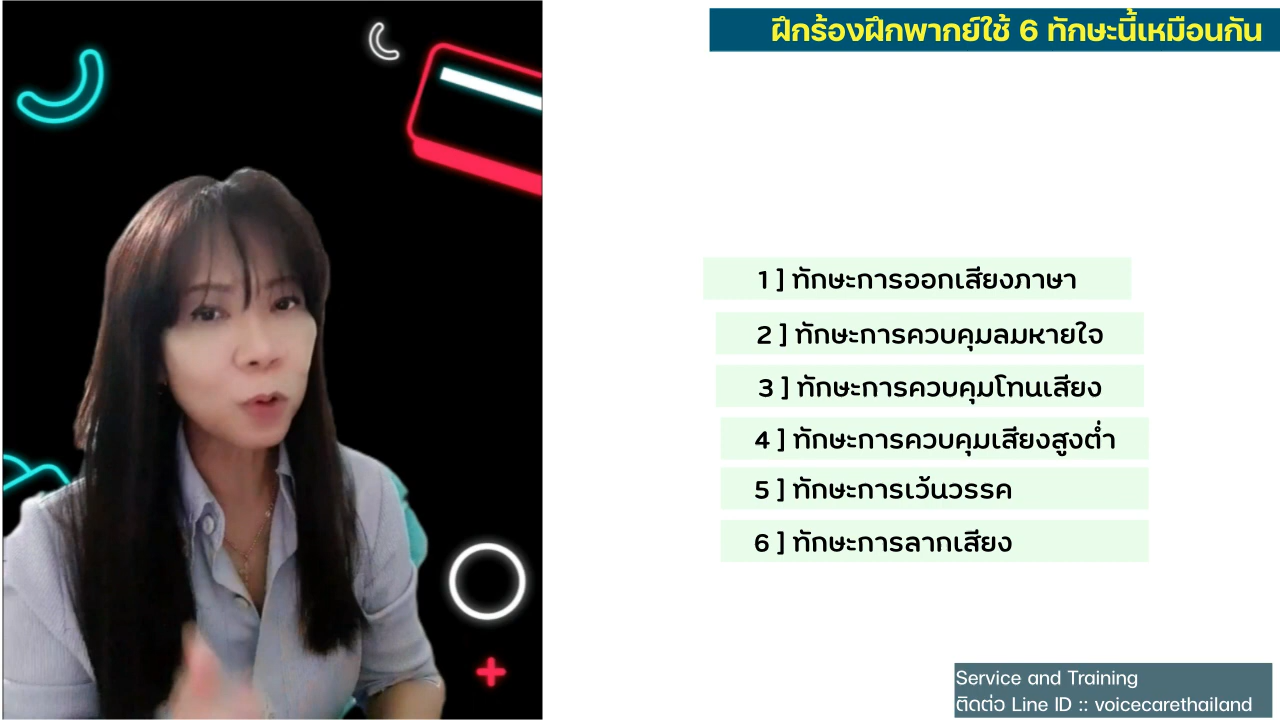 ฝึกร้องฝึกพากย์ใช้ 6 ทักษะนี้เหมือนกัน
1 ] ทักษะการออกเสียงภาษา
2 ] ทักษะการควบคุมลมหายใจ
3 ] ทักษะการควบคุมโทนเสียง
4 ] ทักษะการควบคุมเสียงสูงต่ำ
5 ] ทักษะการเว้นวรรค
6 ] ทักษะการลากเสียง
Service and Training
ติดต่อ Line ID :: voicecarethailand